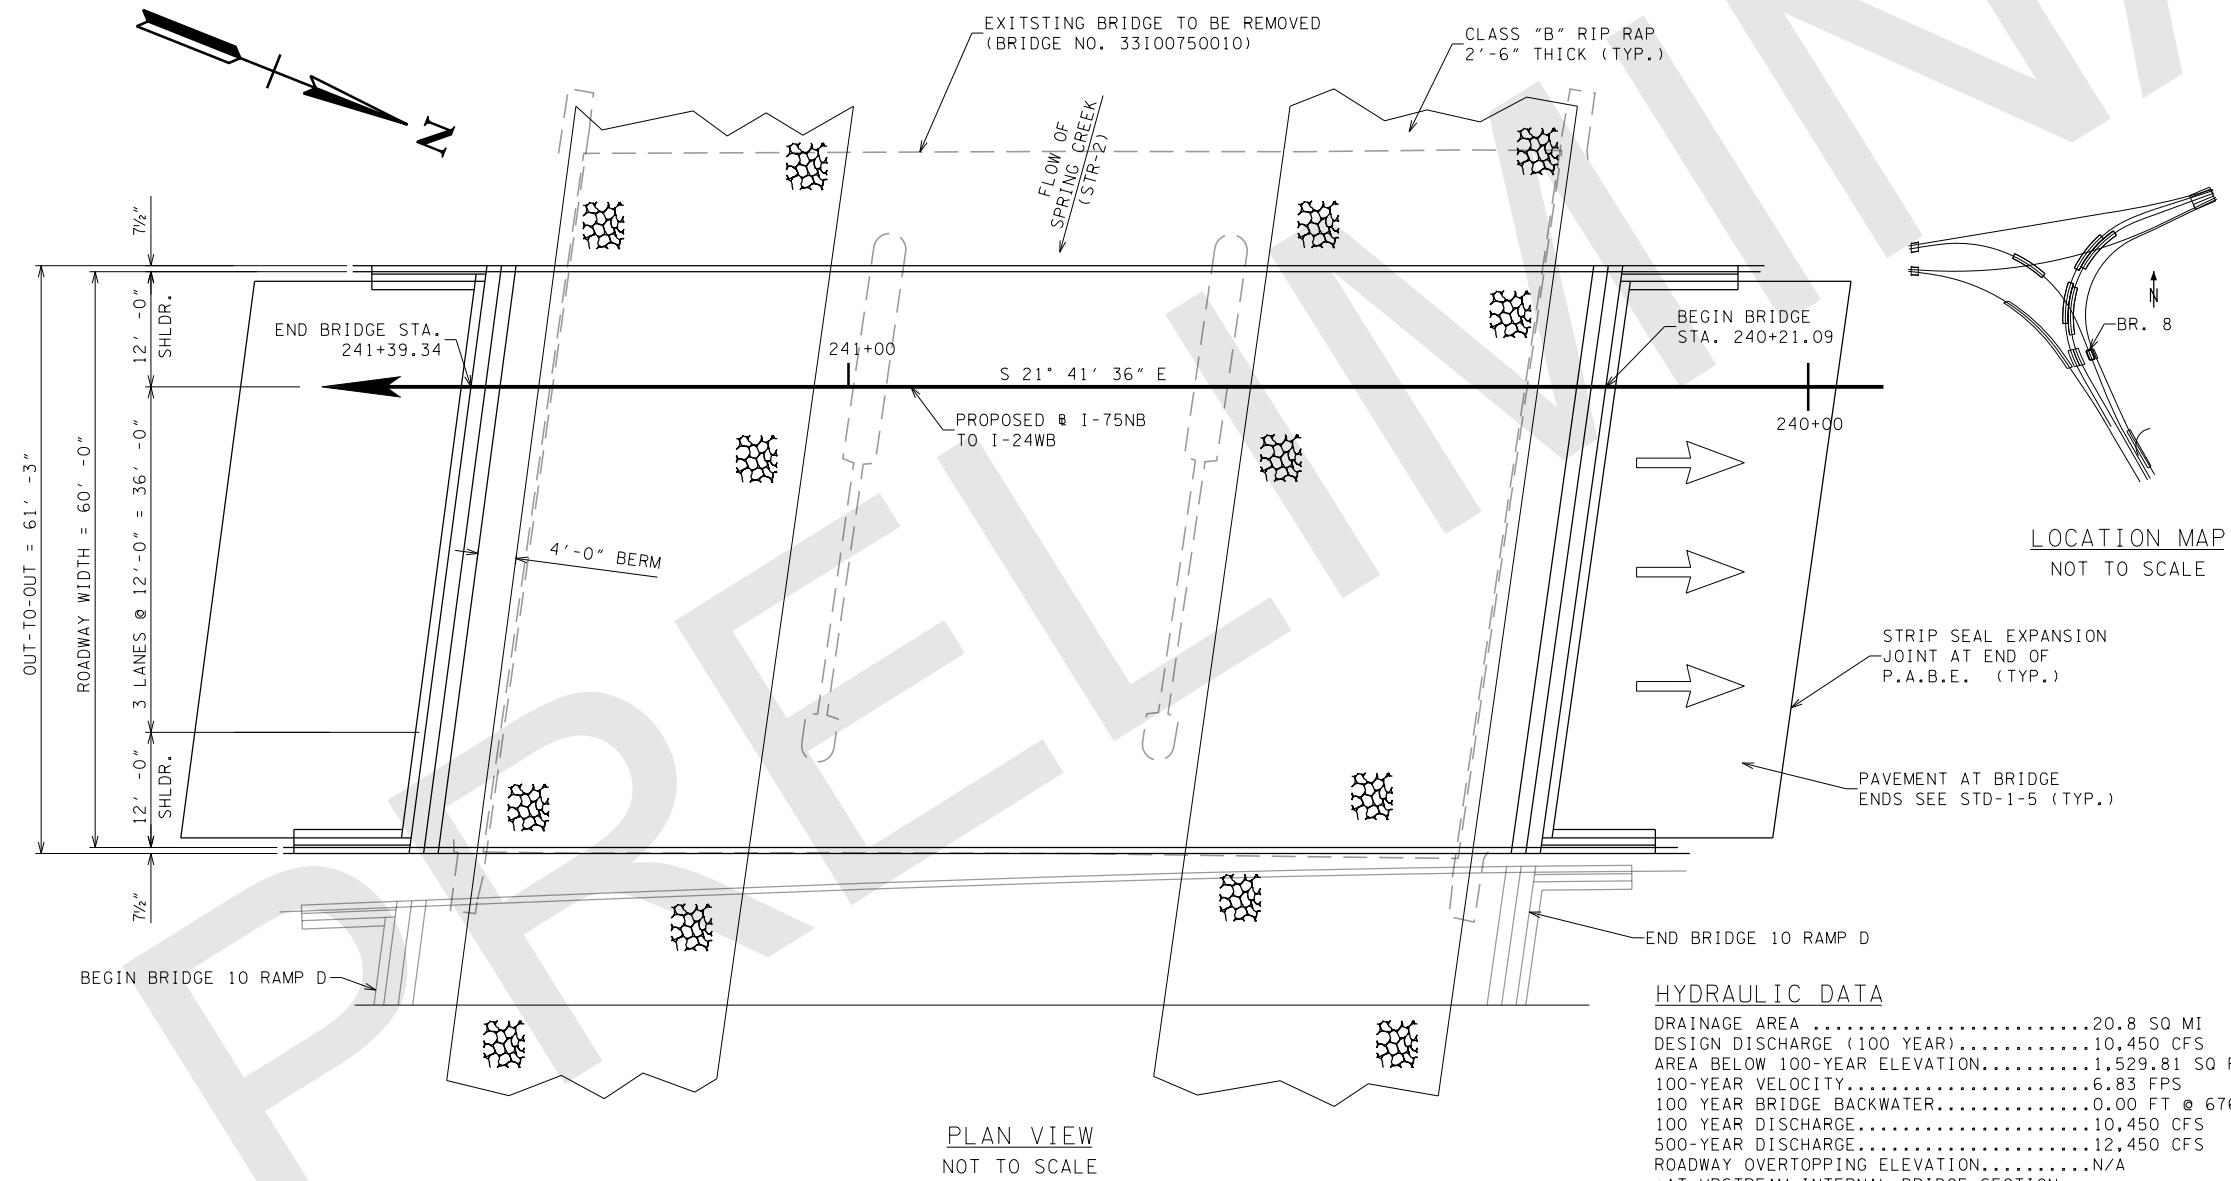 EXITSTING BRIDGE TO BE REMOVED
(BRIDGE NO. 33I00750010)
CLASS "B" RIP RAP
2'-6" THICK (TYP.)
N
FLOW OF
SPRING CREEK
(STR-2)
7½"
12' -0"
SHLDR.
END BRIDGE STA.
241+39.34
241+00
S 21° 41' 36" E
BEGIN BRIDGE
STA. 240+21.09
240+00
PROPOSED I-75NB
TO I-24WB
N
BR. 8
LOCATION MAP
NOT TO SCALE
OUT-TO-OUT = 61' -3"
ROADWAY WIDTH = 60' -0"
3 LANES @ 12'-0" = 36' -0"
4'-0" BERM
STRIP SEAL EXPANSION
JOINT AT END OF
P.A.B.E. (TYP.)
12' -0"
SHLDR.
PAVEMENT AT BRIDGE
ENDS SEE STD-1-5 (TYP.)
7½"
BEGIN BRIDGE 10 RAMP D
END BRIDGE 10 RAMP D
HYDRAULIC DATA
DRAINAGE AREA .........................20.8 SQ MI
DESIGN DISCHARGE (100 YEAR)............10,450 CFS
AREA BELOW 100-YEAR ELEVATION..........1,529.81 SQ
100-YEAR VELOCITY......................6.83 FPS
100 YEAR BRIDGE BACKWATER..............0.00 FT @
100 YEAR DISCHARGE.....................10,450 CFS
500-YEAR DISCHARGE.....................12,450 CFS
ROADWAY OVERTOPPING ELEVATION..........N/A
AT UPSTREAM INTERNAL BRIDGE SECTION
PLAN VIEW
NOT TO SCALE